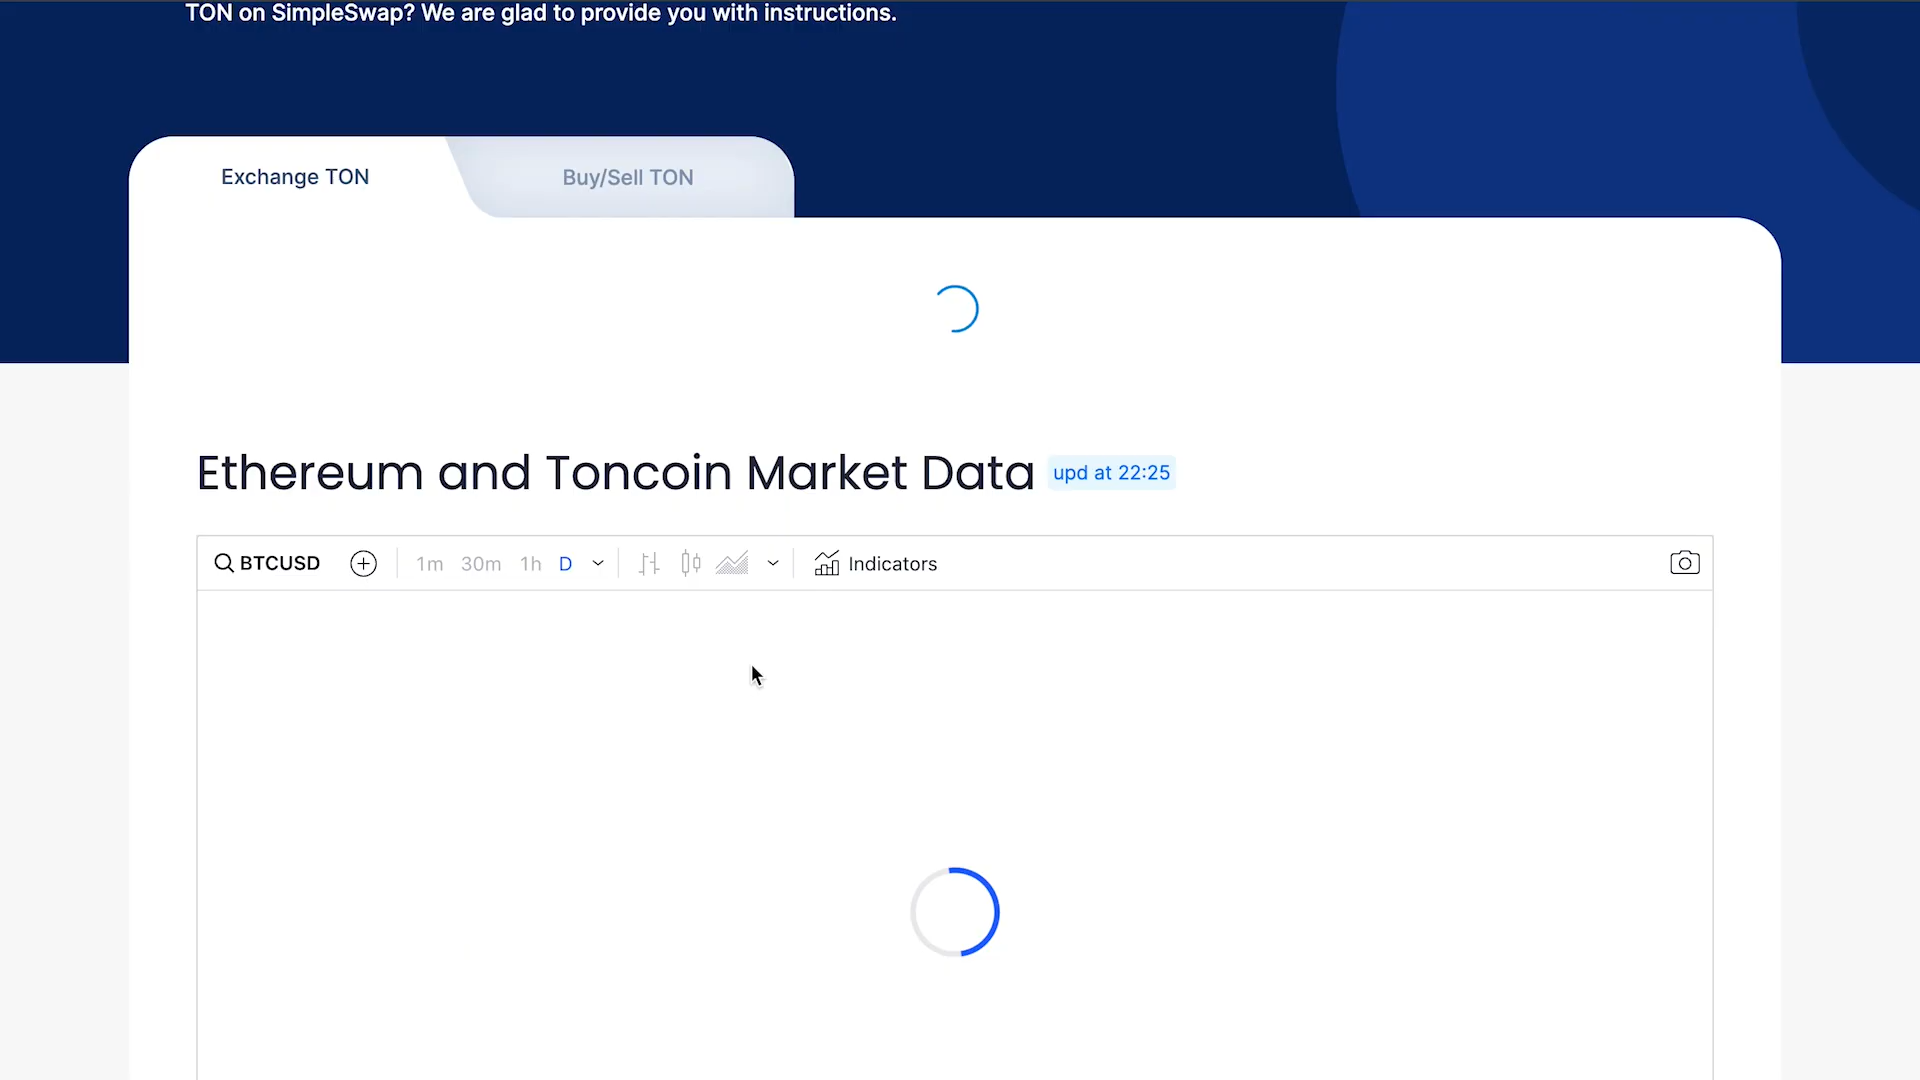 TON on SimpleSwap? We are glad to provide you with instructions.
Exchange TON
Buy/Sell TON
Ethereum and Toncoin Market Data upd at 22:25
BTCUSD 1m 30m 1h D Indicators